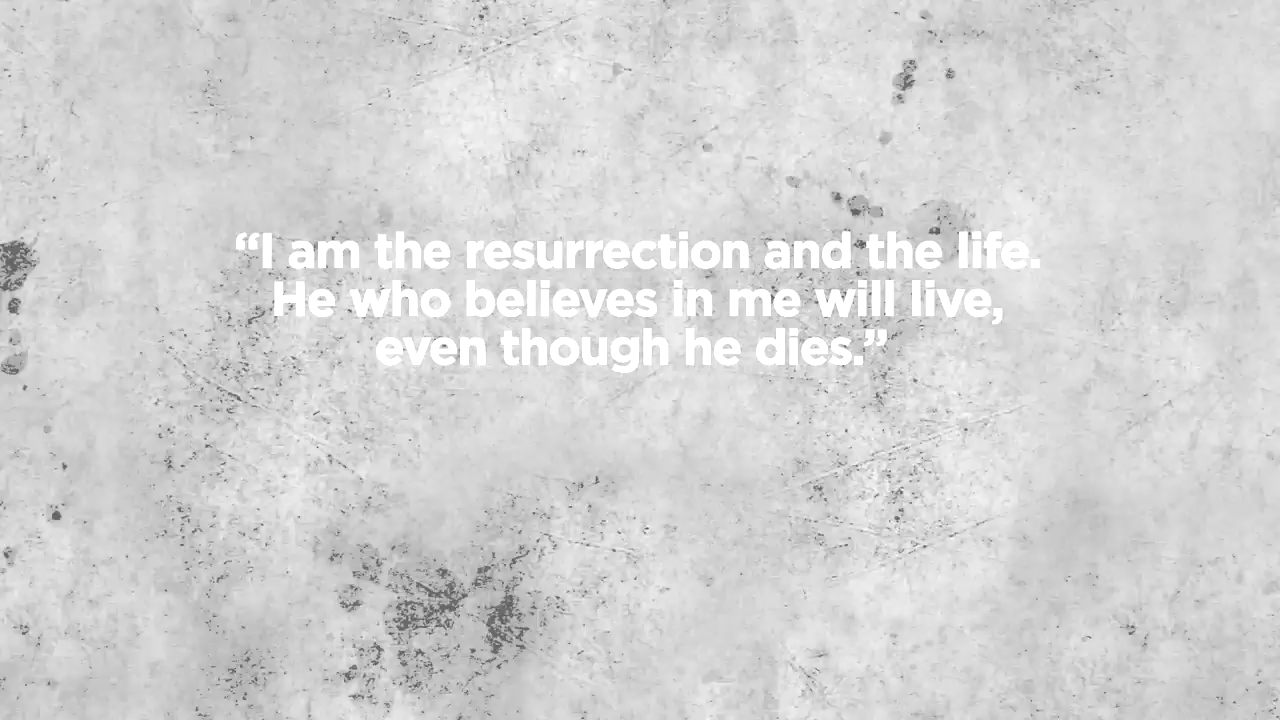 “I am the resurrection and the life.
He who believes in me will live,
even though he dies.”